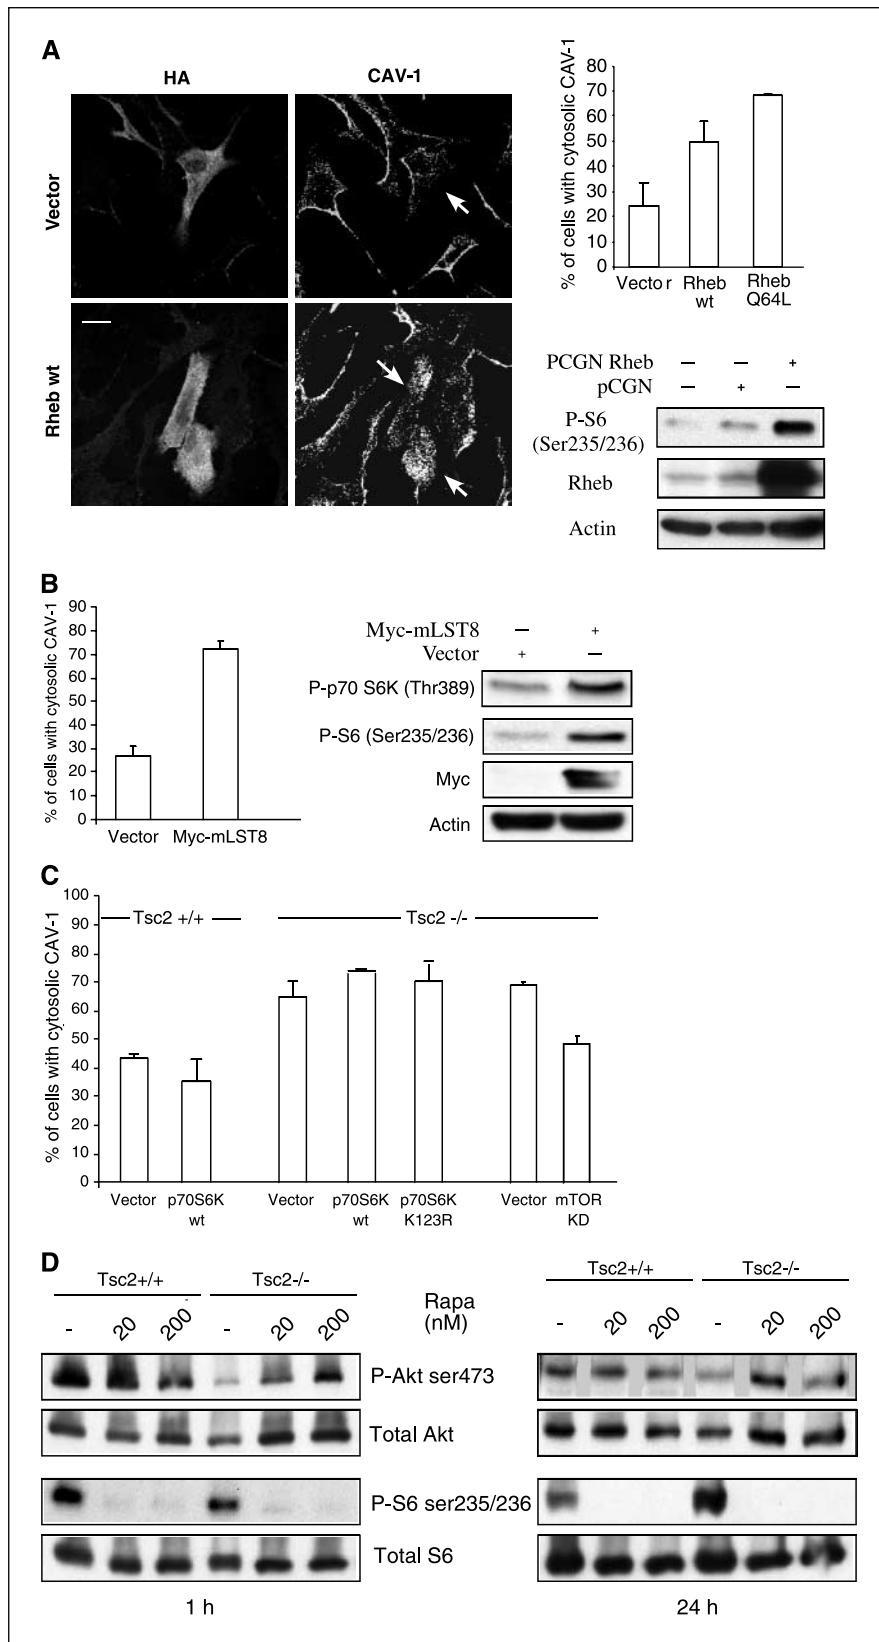 A
HA
CAV-1
Vector
Rheb wt
% of cells with cytosolic CAV-1
80
70
60
50
40
30
20
10
0
Vector
Rheb
wt
Rheb
Q64L
PCGN Rheb — — +
pCGN — + —
P-S6
(Ser235/236)
Rheb
Actin
B
% of cells with cytosolic CAV-1
90
80
70
60
50
40
30
20
10
0
Vector
Myc-mLST8
Myc-mLST8 — +
Vector + —
P-p70 S6K (Thr389)
P-S6 (Ser235/236)
Myc
Actin
C
% of cells with cytosolic CAV-1
100
90
80
70
60
50
40
30
20
10
0
Tsc2 +/+
Tsc2 -/-
Vector
p70S6K
wt
Vector
p70S6K
wt
p70S6K
K123R
Vector
mTOR
KD
D
Tsc2+/+ Tsc2-/-
- 20 200 - 20 200
Rapa
(nM)
Tsc2+/+ Tsc2-/-
- 20 200 - 20 200
P-Akt ser473
Total Akt
P-S6 ser235/236
Total S6
1 h
24 h